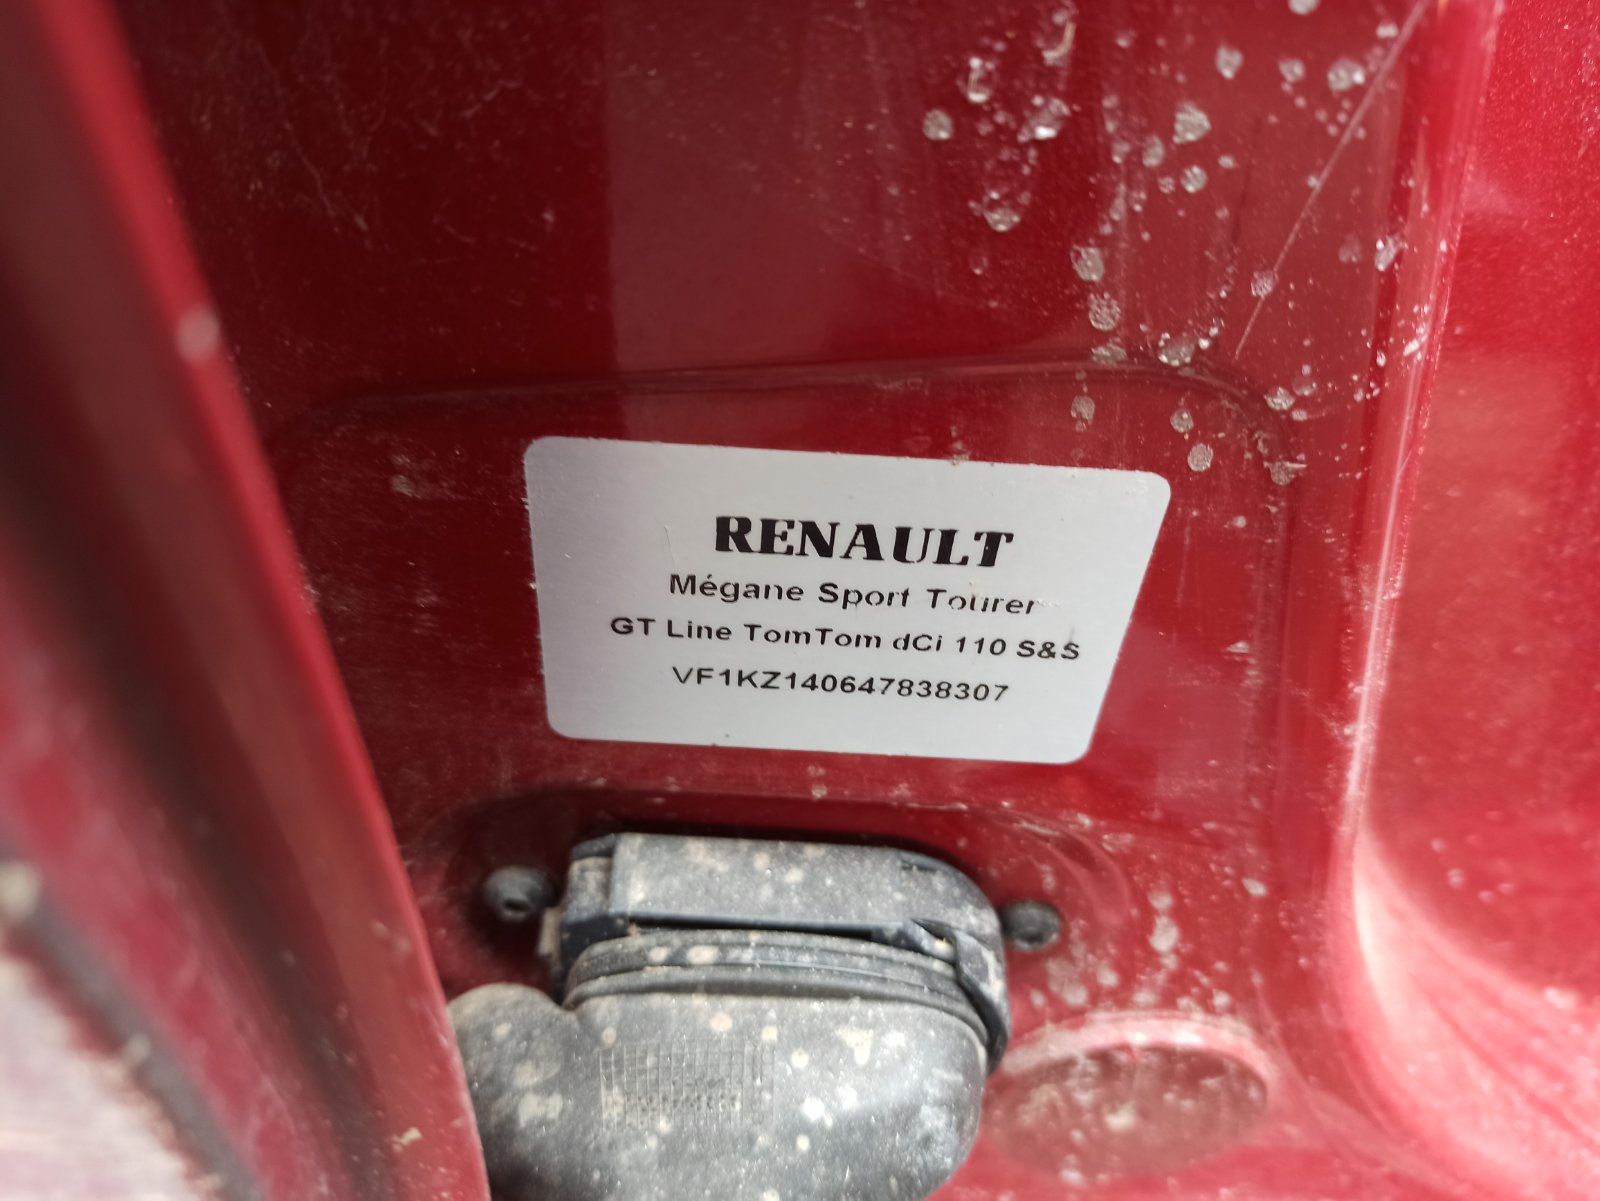 RENAULT
Mégane Sport Tourer
GT Line TomTom dCi 110 S&S
VF1KZ140647838307